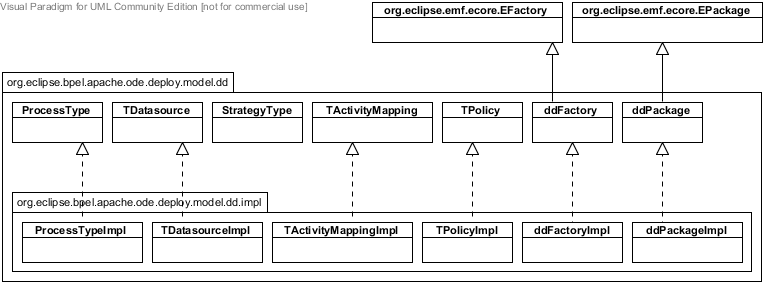 Visual Paradigm for UML Community Edition [not for commercial use]
org.eclipse.emf.ecore.EFactory
org.eclipse.emf.ecore.EPackage
org.eclipse.bpel.apache.ode.deploy.model.dd
ProcessType
TDatasource
StrategyType
TActivityMapping
TPolicy
ddFactory
ddPackage
org.eclipse.bpel.apache.ode.deploy.model.dd.impl
ProcessTypeImpl
TDatasourceImpl
TActivityMappingImpl
TPolicyImpl
ddFactoryImpl
ddPackageImpl